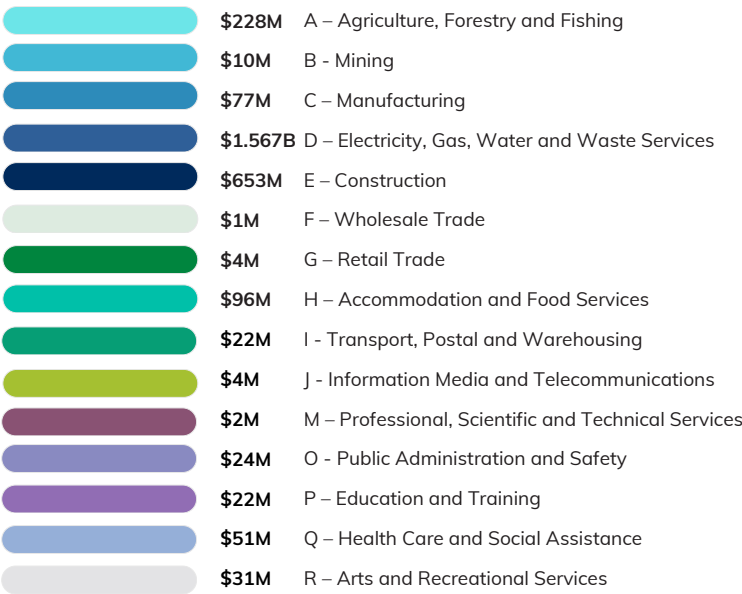 $228M A – Agriculture, Forestry and Fishing
$10M B - Mining
$77M C – Manufacturing
$1.567B D – Electricity, Gas, Water and Waste Services
$653M E – Construction
$1M F – Wholesale Trade
$4M G – Retail Trade
$96M H – Accommodation and Food Services
$22M I - Transport, Postal and Warehousing
$4M J - Information Media and Telecommunications
$2M M – Professional, Scientific and Technical Services
$24M O - Public Administration and Safety
$22M P – Education and Training
$51M Q – Health Care and Social Assistance
$31M R – Arts and Recreational Services